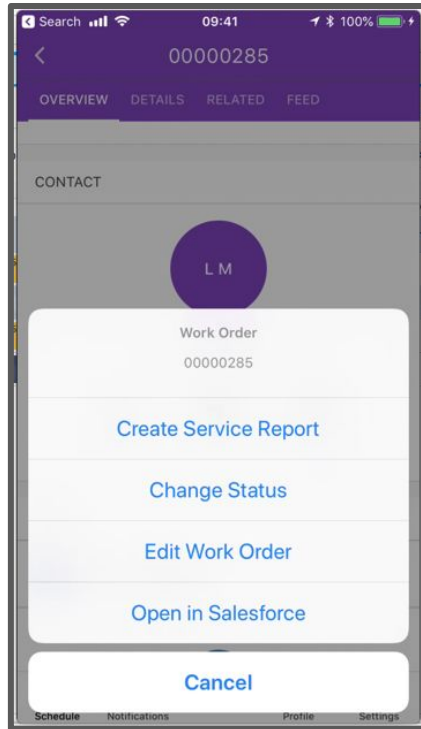 Search 09:41 100%
00000285
OVERVIEW DETAILS RELATED FEED
CONTACT
L M
Work Order
00000285
Create Service Report
Change Status
Edit Work Order
Open in Salesforce
Cancel
Schedule Notifications Profile Settings